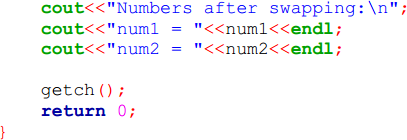 cout<<"Numbers after swapping:\n";
cout<<"num1 = "<<num1<<endl;
cout<<"num2 = "<<num2<<endl;
getch();
return 0;
}